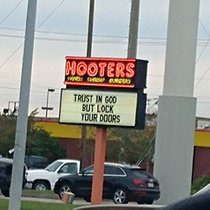 HOOTERS
WINGS SHRIMP BURGERS
TRUST IN GOD
BUT LOCK
YOUR DOORS